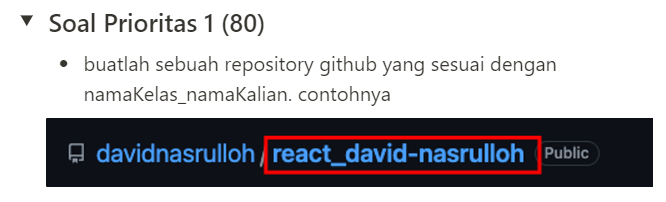 Soal Prioritas 1 (80)
buatlah sebuah repository github yang sesuai dengan
namaKelas_namaKalian. contohnya
davidnasrulloh / react_david-nasrulloh Public